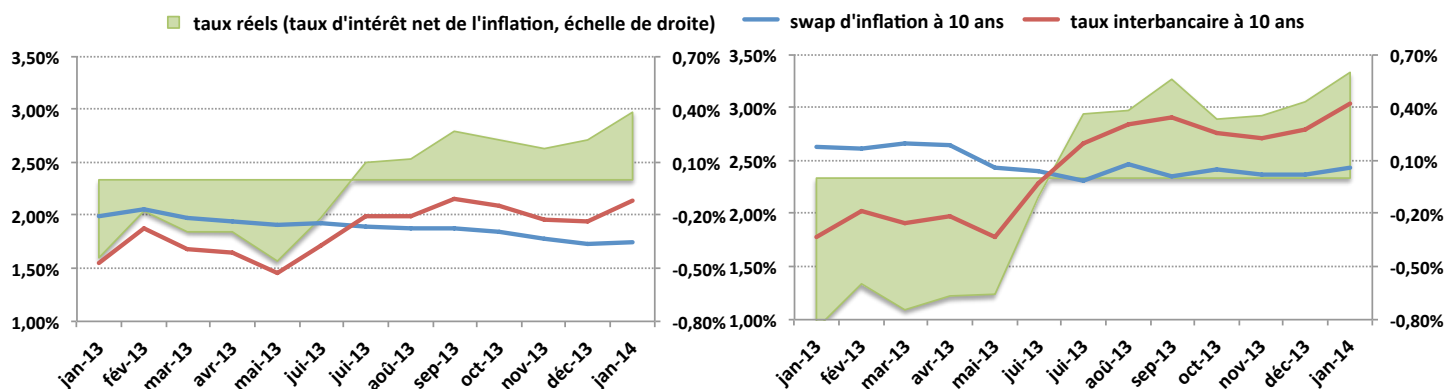 taux réels (taux d'intérêt net de l'inflation, échelle de droite) swap d'inflation à 10 ans taux interbancaire à 10 ans
3,50% 0,70% 3,50% 0,70%
3,00% 0,40% 3,00% 0,40%
2,50% 0,10% 2,50% 0,10%
2,00% -0,20% 2,00% -0,20%
1,50% -0,50% 1,50% -0,50%
1,00% -0,80% 1,00% -0,80%
jan-13 fév-13 mar-13 avr-13 mai-13 jui-13 jui-13 aoû-13 sep-13 oct-13 nov-13 déc-13 jan-14 jan-13 fév-13 mar-13 avr-13 mai-13 jui-13 jui-13 aoû-13 sep-13 oct-13 nov-13 déc-13 jan-14